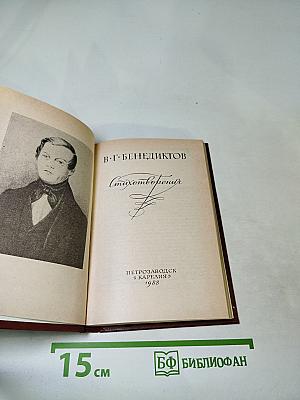 В·Г·БЕНЕДИКТОВ
Стихотворения
ПЕТРОЗАВОДСК
«КАРЕЛИЯ»
1988
15 см
БФ БИБЛИОФАН